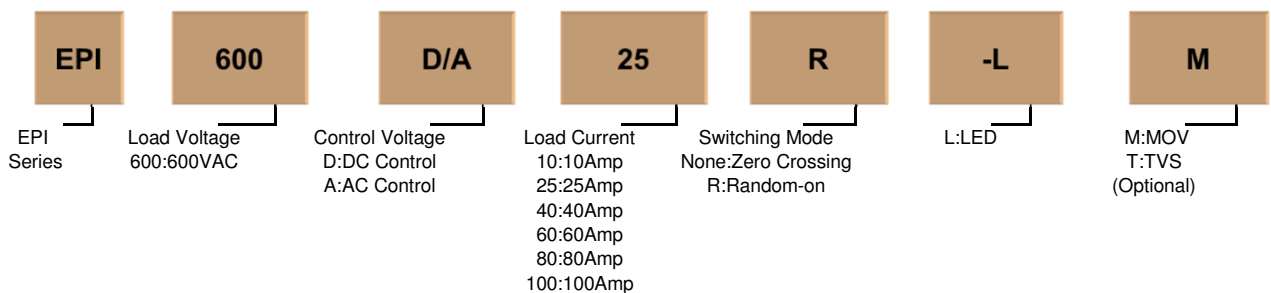 EPI 600 D/A 25 R -L M
EPI Load Voltage Control Voltage Load Current Switching Mode L:LED M:MOV
Series 600:600VAC D:DC Control 10:10Amp None:Zero Crossing T:TVS
A:AC Control 25:25Amp R:Random-on (Optional)
40:40Amp
60:60Amp
80:80Amp
100:100Amp